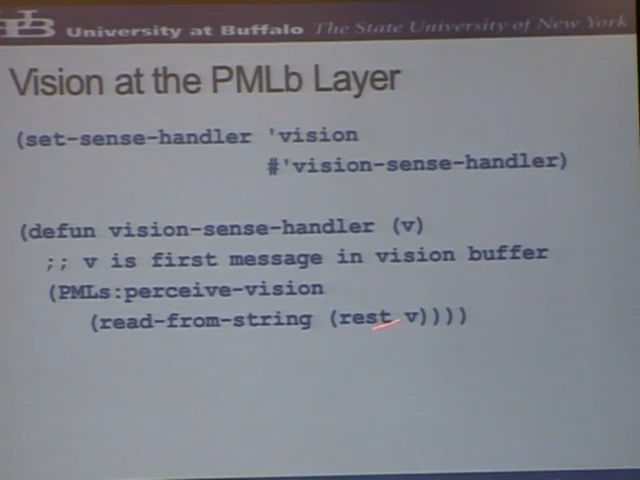 UB University at Buffalo The State University of New York
Vision at the PMLb Layer
(set-sense-handler 'vision
#'vision-sense-handler)
(defun vision-sense-handler (v)
;; v is first message in vision buffer
(PMLs:perceive-vision
(read-from-string (rest v))))